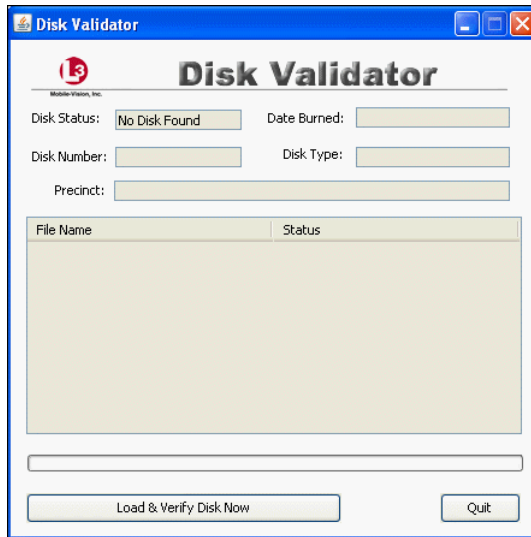 Disk Validator
L3
Mobile-Vision, Inc.
Disk Validator
Disk Status: No Disk Found Date Burned:
Disk Number: Disk Type:
Precinct:
File Name Status
Load & Verify Disk Now Quit